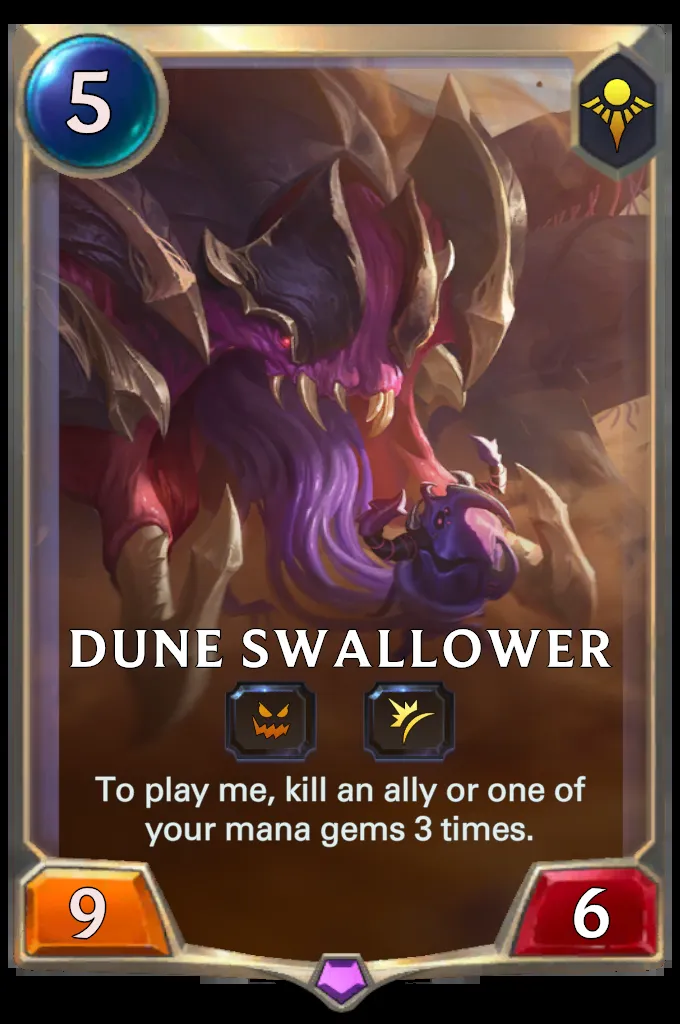 5
DUNE SWALLOWER
To play me, kill an ally or one of
your mana gems 3 times.
9
6